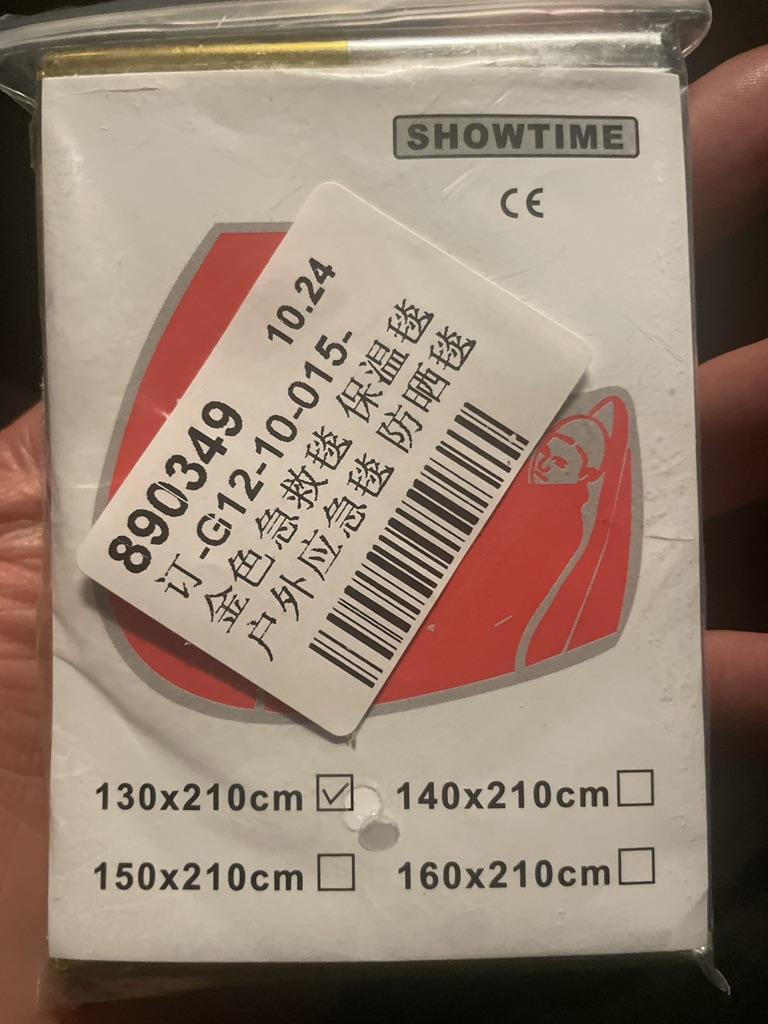 SHOWTIME
CE
10.24
890349
订-G12-10-015-
金色急救毯 保温毯
户外应急毯 防晒毯
130x210cm ☑ 140x210cm ☐
150x210cm ☐ 160x210cm ☐